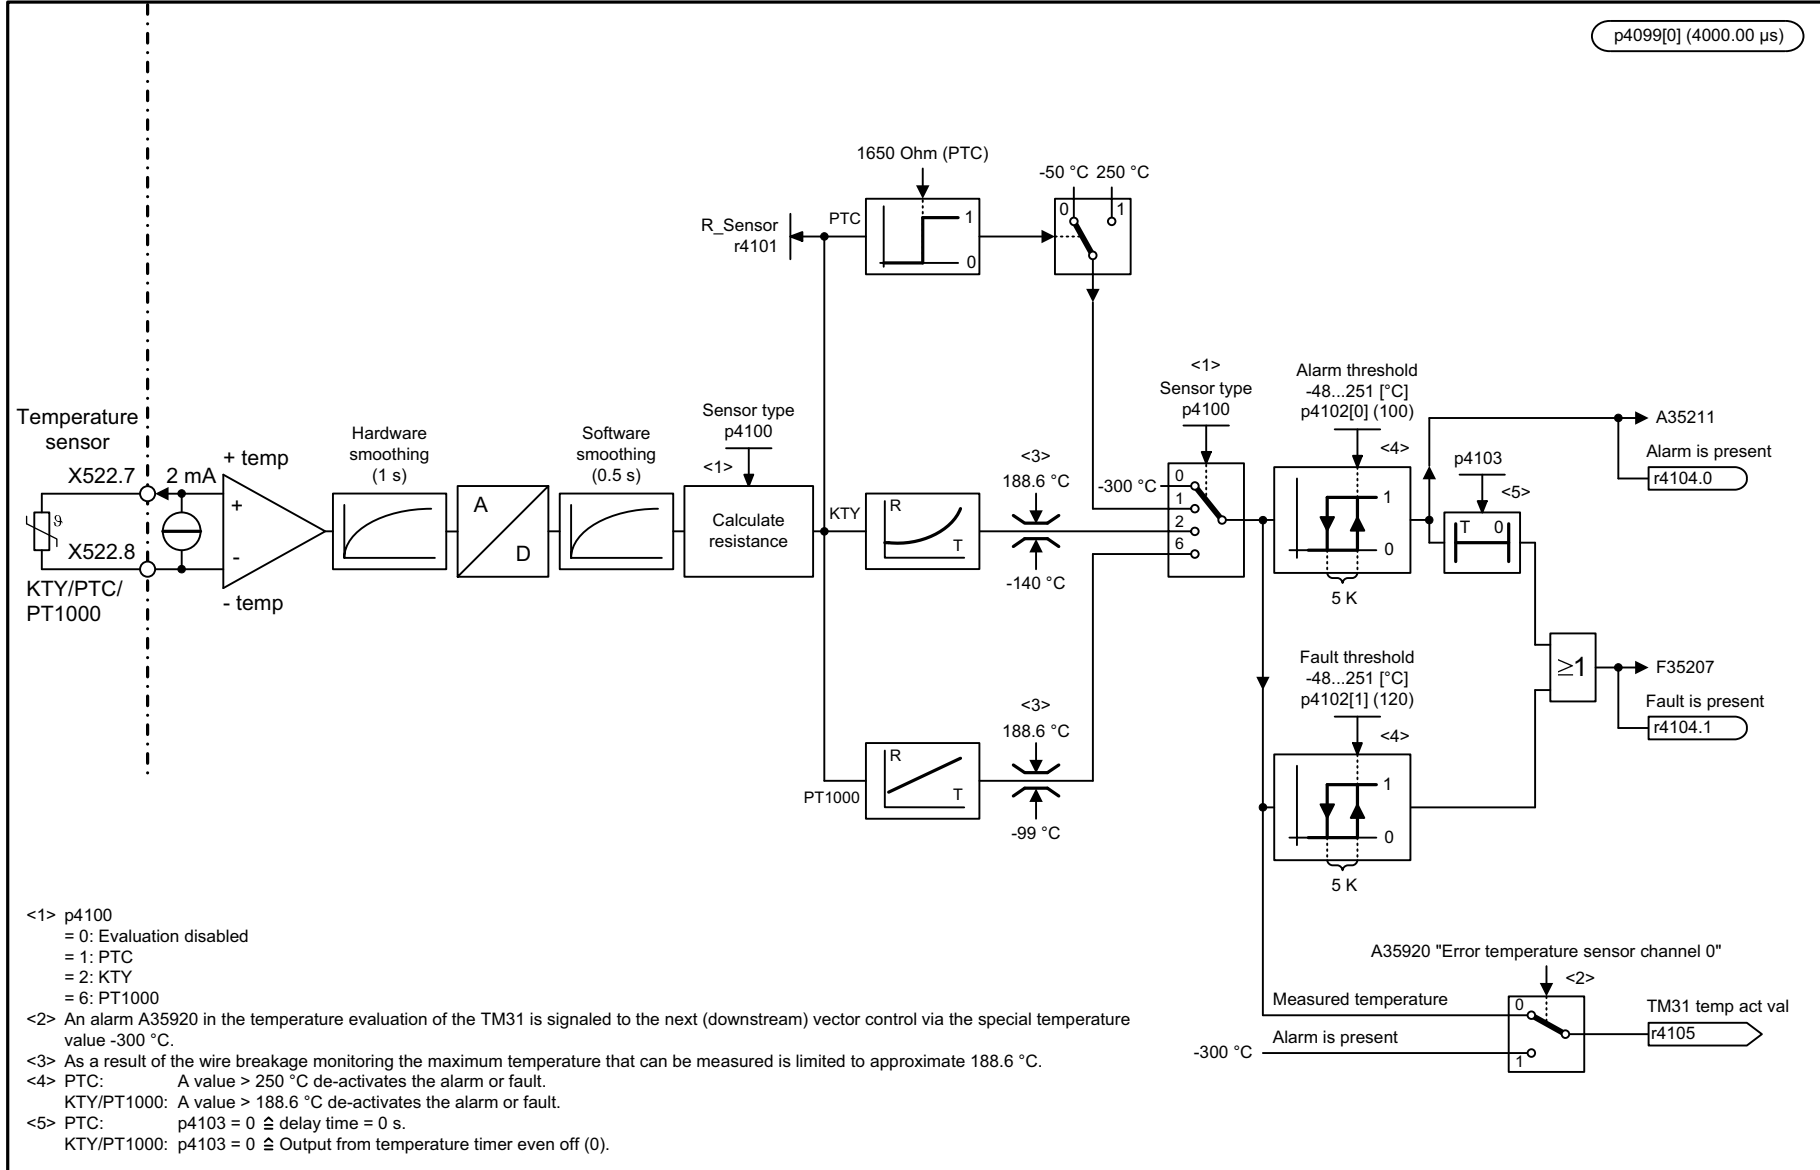 p4099[0] (4000.00 µs)
1650 Ohm (PTC)
-50 °C 250 °C
0
1
R_Sensor
r4101
PTC
1
0
Temperature
sensor
X522.7
2 mA
+ temp
+
-
ϑ
X522.8
KTY/PTC/
PT1000
- temp
Hardware
smoothing
(1 s)
A
D
Software
smoothing
(0.5 s)
Sensor type
p4100
<1>
Calculate
resistance
KTY
R
T
<3>
188.6 °C
-140 °C
PT1000
R
T
<3>
188.6 °C
-99 °C
<1>
Sensor type
p4100
-300 °C
0
1
2
6
Alarm threshold
-48...251 [°C]
p4102[0] (100)
<4>
1
0
5 K
A35211
Alarm is present
r4104.0
p4103
<5>
T 0
Fault threshold
-48...251 [°C]
p4102[1] (120)
<4>
1
0
5 K
≥1
F35207
Fault is present
r4104.1
A35920 "Error temperature sensor channel 0"
<2>
Measured temperature
0
TM31 temp act val
r4105
-300 °C
Alarm is present
1
<1> p4100
= 0: Evaluation disabled
= 1: PTC
= 2: KTY
= 6: PT1000
<2> An alarm A35920 in the temperature evaluation of the TM31 is signaled to the next (downstream) vector control via the special temperature
value -300 °C.
<3> As a result of the wire breakage monitoring the maximum temperature that can be measured is limited to approximate 188.6 °C.
<4> PTC: A value > 250 °C de-activates the alarm or fault.
KTY/PT1000: A value > 188.6 °C de-activates the alarm or fault.
<5> PTC: p4103 = 0 ≙ delay time = 0 s.
KTY/PT1000: p4103 = 0 ≙ Output from temperature timer even off (0).